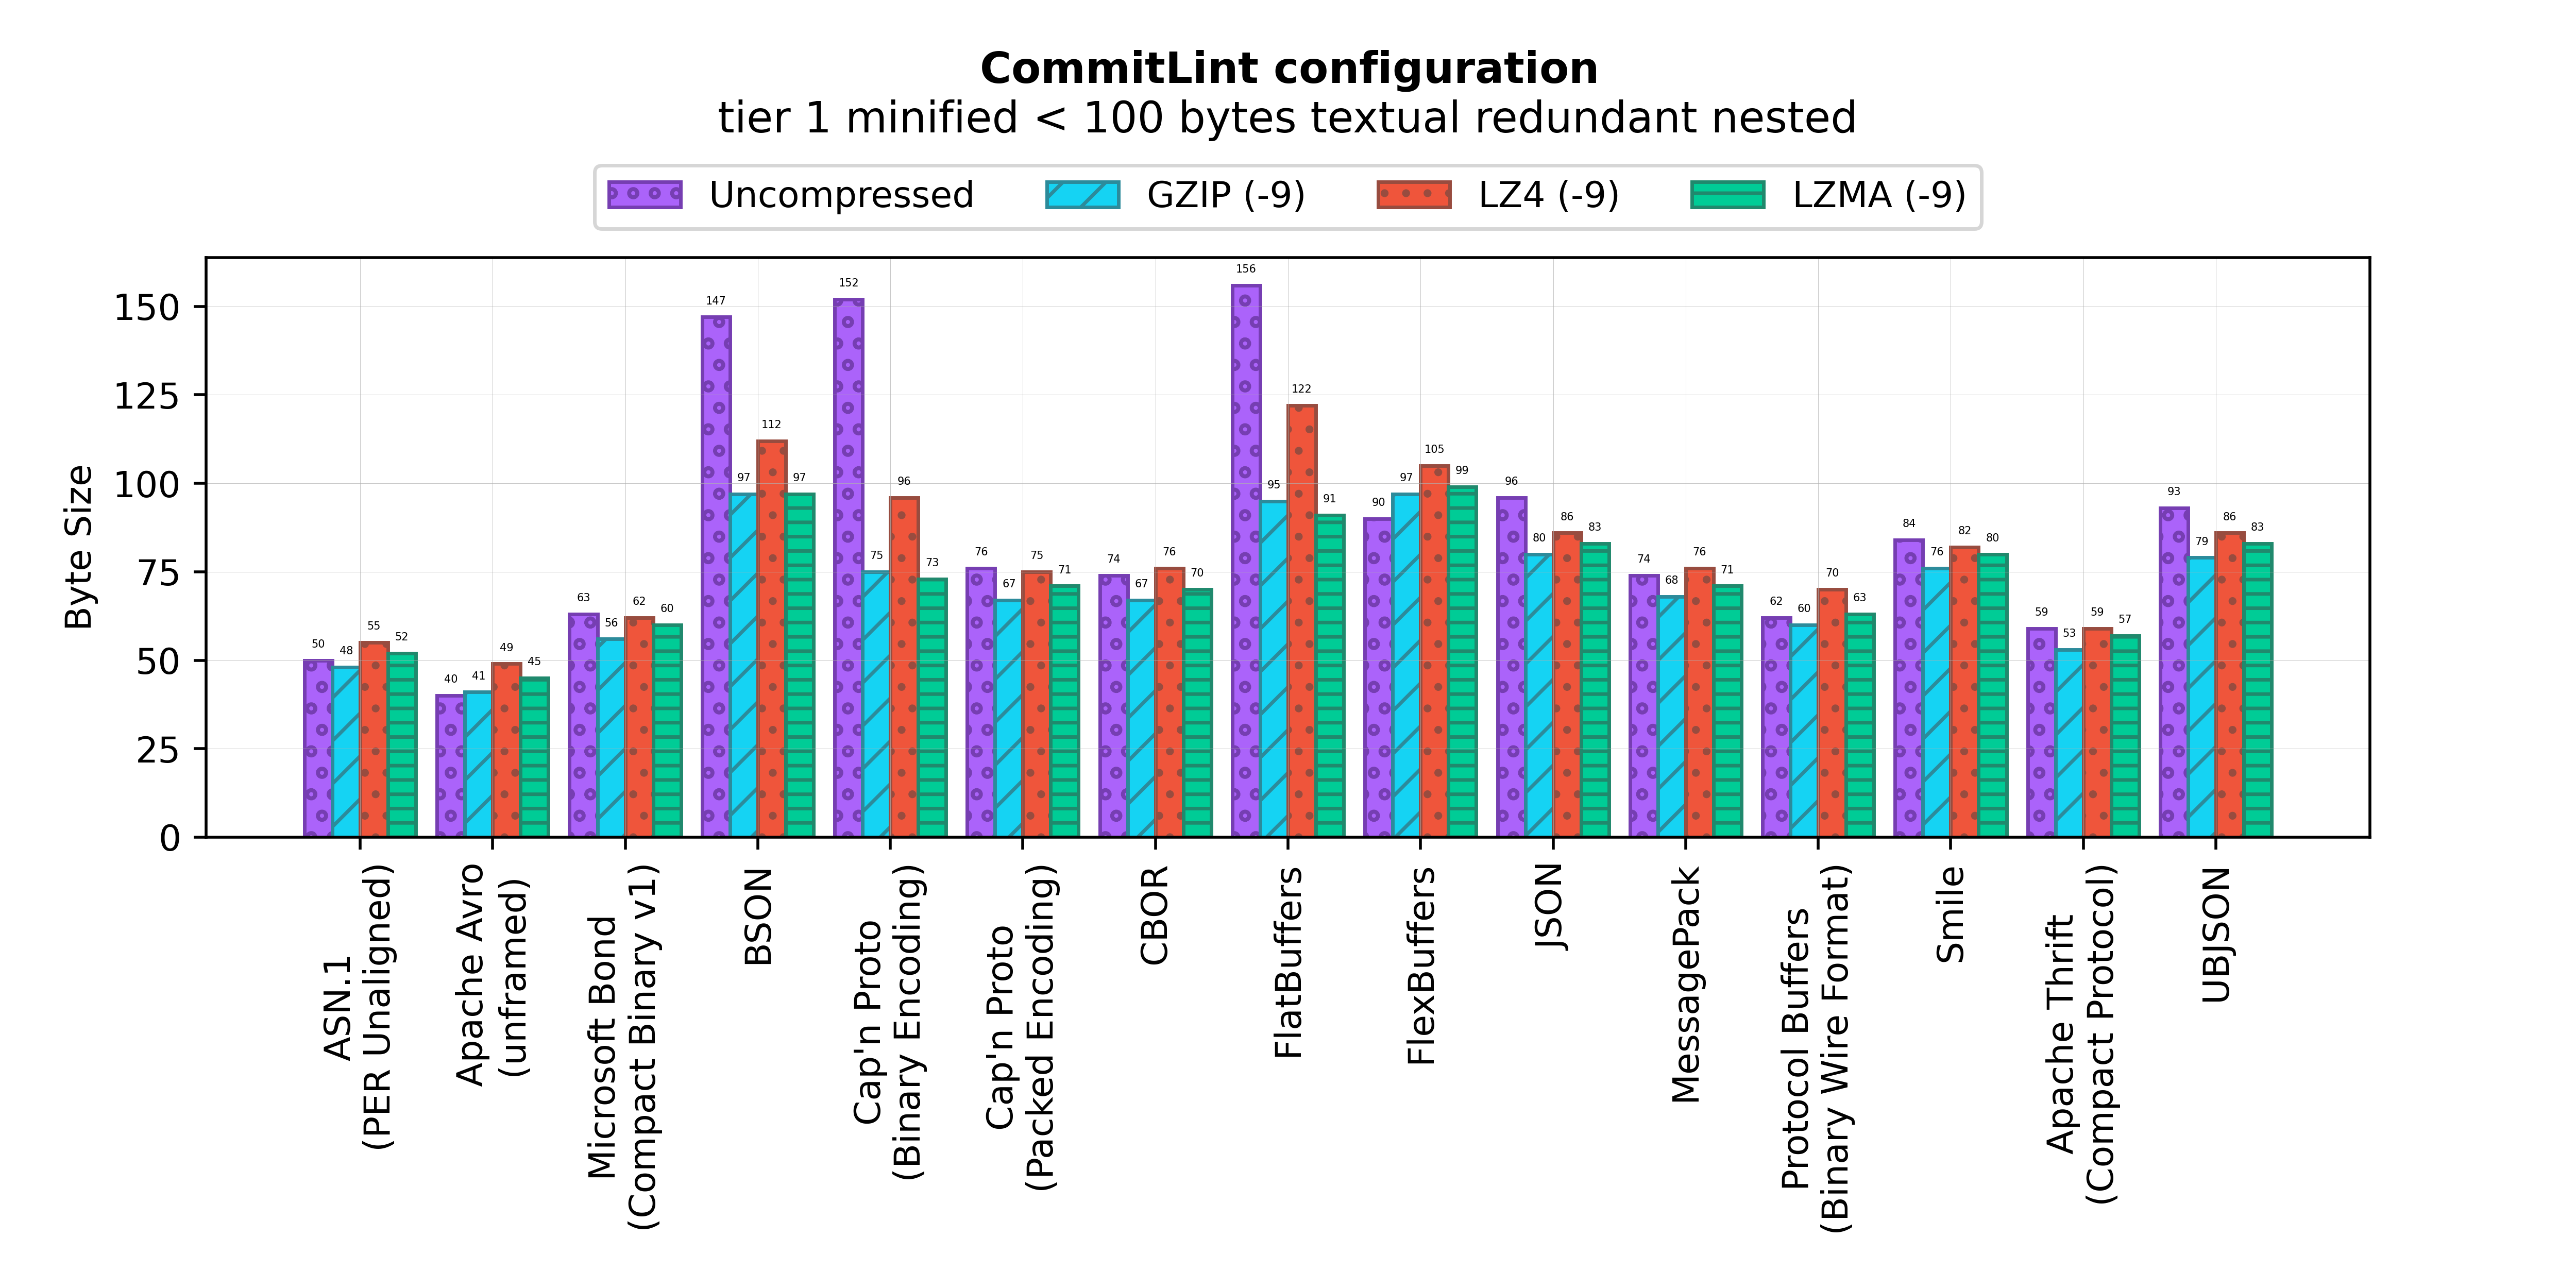 CommitLint configuration
tier 1 minified < 100 bytes textual redundant nested
Uncompressed
GZIP (-9)
LZ4 (-9)
LZMA (-9)
Byte Size
150
125
100
75
50
25
0
50 48 55 52
40 41 49 45
63 56 62 60
147 97 112 97
152 75 96 73
76 67 75 71
74 67 76 70
156 95 122 91
90 97 105 99
96 80 86 83
74 68 76 71
62 60 70 63
84 76 82 80
59 53 59 57
93 79 86 83
ASN.1
(PER Unaligned)
Apache Avro
(unframed)
Microsoft Bond
(Compact Binary v1)
BSON
Cap'n Proto
(Binary Encoding)
Cap'n Proto
(Packed Encoding)
CBOR
FlatBuffers
FlexBuffers
JSON
MessagePack
Protocol Buffers
(Binary Wire Format)
Smile
Apache Thrift
(Compact Protocol)
UBJSON